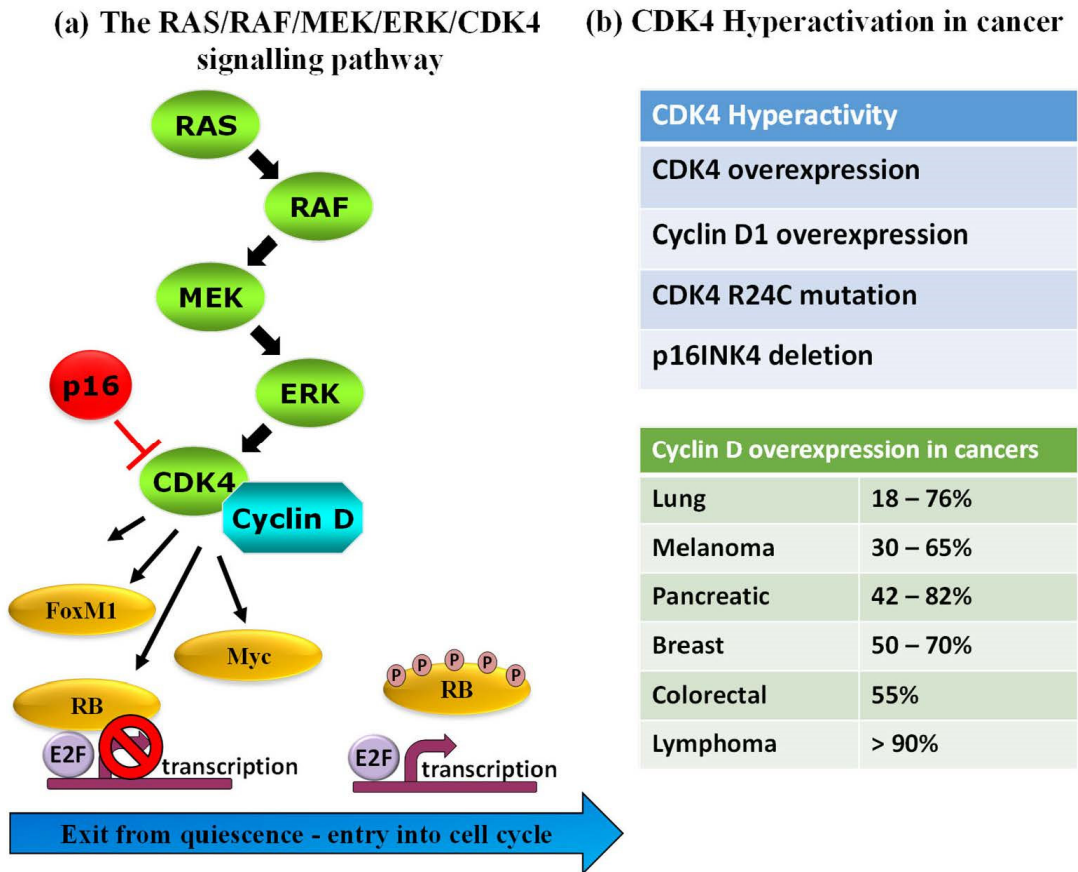 (a) The RAS/RAF/MEK/ERK/CDK4
signalling pathway
RAS
RAF
MEK
ERK
p16
CDK4
Cyclin D
FoxM1
Myc
RB
E2F
transcription
P P P P P
RB
E2F
transcription
Exit from quiescence - entry into cell cycle
(b) CDK4 Hyperactivation in cancer
CDK4 Hyperactivity
CDK4 overexpression
Cyclin D1 overexpression
CDK4 R24C mutation
p16INK4 deletion
Cyclin D overexpression in cancers
Lung 18 – 76%
Melanoma 30 – 65%
Pancreatic 42 – 82%
Breast 50 – 70%
Colorectal 55%
Lymphoma > 90%